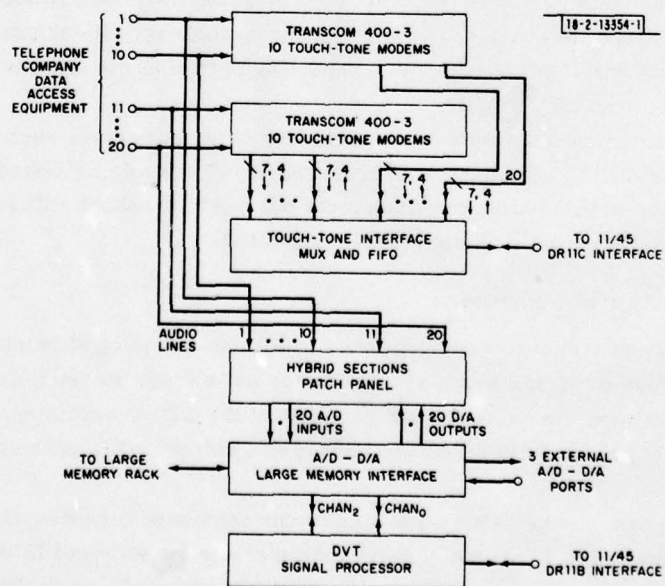 18-2-13354-1
TELEPHONE
COMPANY
DATA
ACCESS
EQUIPMENT
1
10
11
20
TRANSCOM 400-3
10 TOUCH-TONE MODEMS
TRANSCOM 400-3
10 TOUCH-TONE MODEMS
7, 4
7, 4
7, 4
7, 4
20
TOUCH-TONE INTERFACE
MUX AND FIFO
TO 11/45
DR11C INTERFACE
AUDIO
LINES
1
10
11
20
HYBRID SECTIONS
PATCH PANEL
20 A/D
INPUTS
20 D/A
OUTPUTS
TO LARGE
MEMORY RACK
A/D - D/A
LARGE MEMORY INTERFACE
3 EXTERNAL
A/D - D/A
PORTS
CHAN2
CHAN0
DVT
SIGNAL PROCESSOR
TO 11/45
DR11B INTERFACE